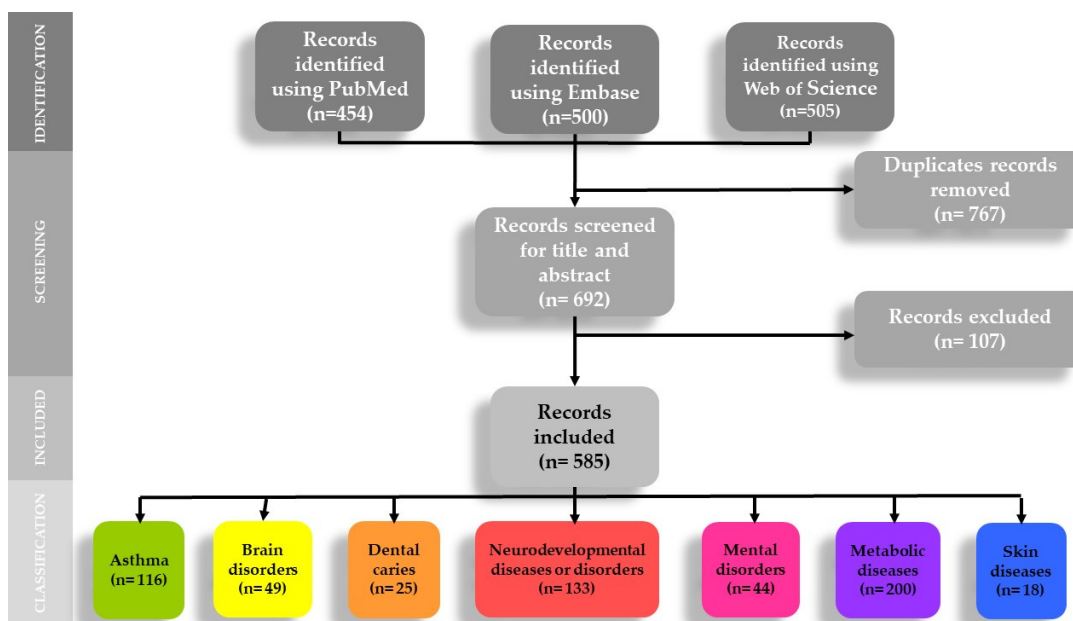 IDENTIFICATION
Records
identified
using PubMed
(n=454)
Records
identified
using Embase
(n=500)
Records
identified using
Web of Science
(n=505)
SCREENING
Duplicates records
removed
(n= 767)
Records screened
for title and
abstract
(n= 692)
Records excluded
(n= 107)
INCLUDED
Records
included
(n= 585)
CLASSIFICATION
Asthma
(n= 116)
Brain
disorders
(n= 49)
Dental
caries
(n= 25)
Neurodevelopmental
diseases or disorders
(n= 133)
Mental
disorders
(n= 44)
Metabolic
diseases
(n= 200)
Skin
diseases
(n= 18)